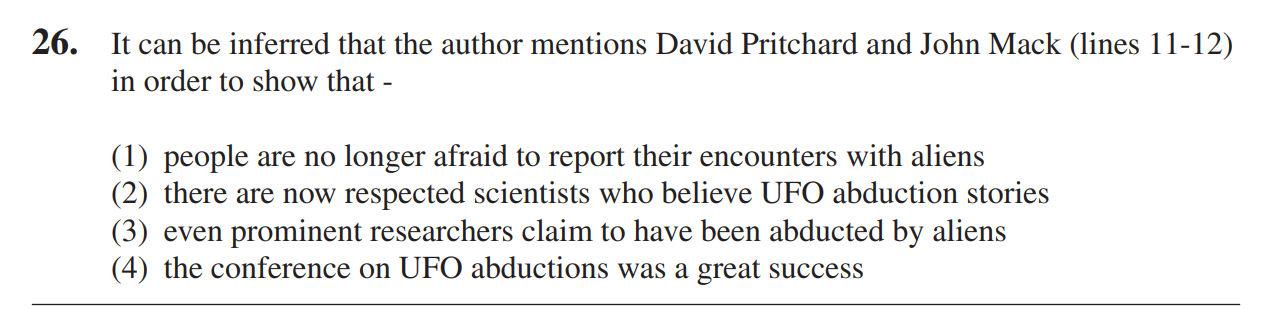 26. It can be inferred that the author mentions David Pritchard and John Mack (lines 11-12)
in order to show that -
(1) people are no longer afraid to report their encounters with aliens
(2) there are now respected scientists who believe UFO abduction stories
(3) even prominent researchers claim to have been abducted by aliens
(4) the conference on UFO abductions was a great success